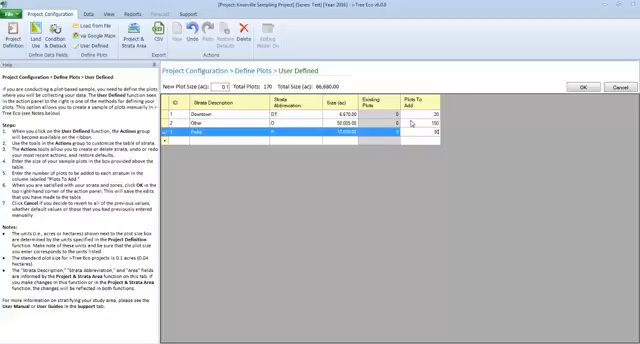 [Project: Knoxville Sampling Project] [Series: Test] [Year: 2016] - i-Tree Eco v6.0.6
File
Project Configuration
Data
View
Reports
Forecast
Support
Project Definition
Land Use
Condition & Dieback
Load from File
via Google Maps
User Defined
Project & Strata Area
CSV
View
Undo
Redo
Actions
Restore Defaults
Delete
Editing Mode: On
Define Data Fields
Define Plots
Export
Actions
Help
Project Configuration > Define Plots > User Defined
If you are conducting a plot-based sample, you need to define the plots
where you will be collecting your data. The User Defined function seen
in the action panel to the right is one of the methods for defining your
plots. This option allows you to create a sample of plots manually in i-
Tree Eco (see Notes below)
Steps:
1. When you click on the User Defined function, the Actions group
will become available on the ribbon.
2. Use the tools in the Actions group to customize the table of strata.
3. The Actions tools allow you to create or delete strata, undo or redo
your most recent actions, and restore defaults.
4. Enter the size of your sample plots in the box provided above the
table.
5. Enter the number of plots to be added to each stratum in the
column labeled "Plots To Add."
6. When you are satisfied with your strata and zones, click OK in the
top right-hand corner of the action panel. This will save the edits
that you have made to the table.
7. Click Cancel if you decide to revert to all of the previous values,
whether default values or those that you had previously entered
manually
Notes:
• The units (i.e., acres or hectares) shown next to the plot size box
are determined by the units specified in the Project Definition
function. Make note of these units and be sure that the plot size
you enter corresponds to the units listed.
• The standard plot size for i-Tree Eco projects is 0.1 acres (0.04
hectares).
• The "Strata Description," "Strata Abbreviation," and "Area" fields
are informed by the Project & Strata Area function on this tab. If
you make changes in this function or in the Project & Strata Area
function, the changes will be reflected in both functions.
For more information on stratifying your study area, please see the
User Manual or User Guides in the Support tab.
Project Configuration > Define Plots > User Defined
New Plot Size (ac): 0.1 Total Plots: 170 Total Size (ac): 66,680.00
OK
Cancel
ID Strata Description Strata Abbreviation Size (ac) Existing Plots Plots To Add
1 Downtown DT 6,670.00 0 20
2 Other O 50,005.00 0 150